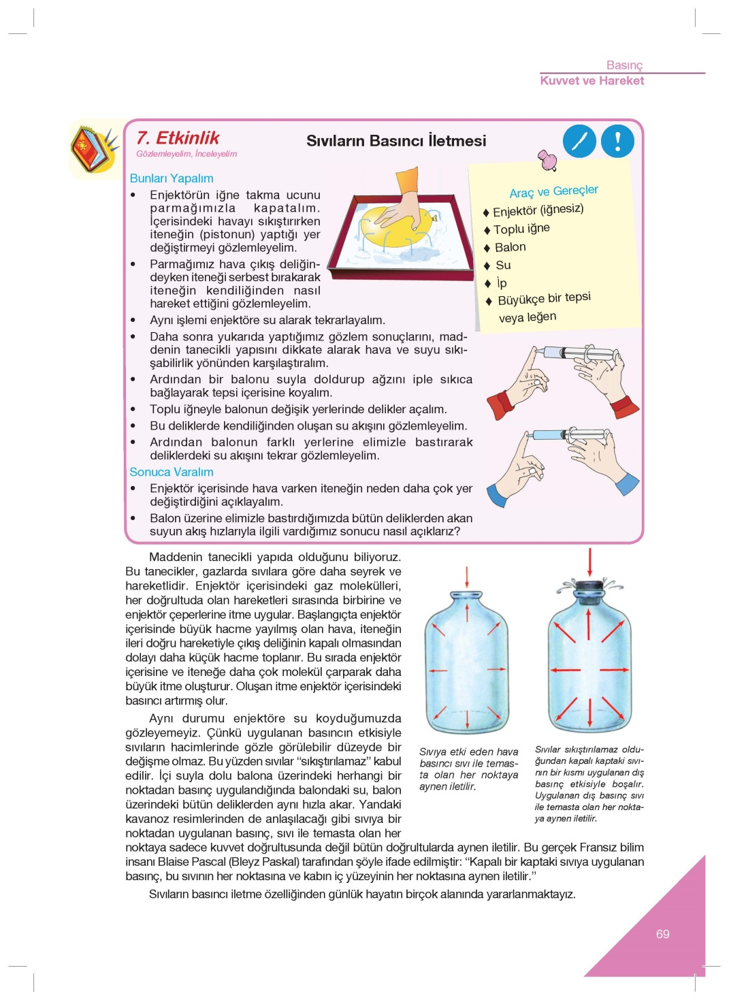 Basınç
Kuvvet ve Hareket
7. Etkinlik
Gözlemleyelim, İnceleyelim
Sıvıların Basıncı İletmesi
Bunları Yapalım
• Enjektörün iğne takma ucunu
parmağımızla kapatalım.
İçerisindeki havayı sıkıştırırken
iteneğin (pistonun) yaptığı yer
değiştirmeyi gözlemleyelim.
• Parmağımız hava çıkış deliğin-
deyken iteneği serbest bırakarak
iteneğin kendiliğinden nasıl
hareket ettiğini gözlemleyelim.
• Aynı işlemi enjektöre su alarak tekrarlayalım.
• Daha sonra yukarıda yaptığımız gözlem sonuçlarını, mad-
denin tanecikli yapısını dikkate alarak hava ve suyu sıkı-
şabilirlik yönünden karşılaştıralım.
• Ardından bir balonu suyla doldurup ağzını iple sıkıca
bağlayarak tepsi içerisine koyalım.
• Toplu iğneyle balonun değişik yerlerinde delikler açalım.
• Bu deliklerde kendiliğinden oluşan su akışını gözlemleyelim.
• Ardından balonun farklı yerlerine elimizle bastırarak
deliklerdeki su akışını tekrar gözlemleyelim.
Sonuca Varalım
• Enjektör içerisinde hava varken iteneğin neden daha çok yer
değiştirdiğini açıklayalım.
• Balon üzerine elimizle bastırdığımızda bütün deliklerden akan
suyun akış hızlarıyla ilgili vardığımız sonucu nasıl açıklarız?
Araç ve Gereçler
♦ Enjektör (iğnesiz)
♦ Toplu iğne
♦ Balon
♦ Su
♦ İp
♦ Büyükçe bir tepsi
veya leğen
Maddenin tanecikli yapıda olduğunu biliyoruz.
Bu tanecikler, gazlarda sıvılara göre daha seyrek ve
hareketlidir. Enjektör içerisindeki gaz molekülleri,
her doğrultuda olan hareketleri sırasında birbirine ve
enjektör çeperlerine itme uygular. Başlangıçta enjektör
içerisinde büyük hacme yayılmış olan hava, iteneğin
ileri doğru hareketiyle çıkış deliğinin kapalı olmasından
dolayı daha küçük hacme toplanır. Bu sırada enjektör
içerisine ve iteneğe daha çok molekül çarparak daha
büyük itme oluşturur. Oluşan itme enjektör içerisindeki
basıncı artırmış olur.
Aynı durumu enjektöre su koyduğumuzda
gözleyemeyiz. Çünkü uygulanan basıncın etkisiyle
sıvıların hacimlerinde gözle görülebilir düzeyde bir
değişme olmaz. Bu yüzden sıvılar “sıkıştırılamaz” kabul
edilir. İçi suyla dolu balona üzerindeki herhangi bir
noktadan basınç uygulandığında balondaki su, balon
üzerindeki bütün deliklerden aynı hızla akar. Yandaki
kavanoz resimlerinden de anlaşılacağı gibi sıvıya bir
noktadan uygulanan basınç, sıvı ile temasta olan her
noktaya sadece kuvvet doğrultusunda değil bütün doğrultularda aynen iletilir. Bu gerçek Fransız bilim
insanı Blaise Pascal (Bleyz Paskal) tarafından şöyle ifade edilmiştir: “Kapalı bir kaptaki sıvıya uygulanan
basınç, bu sıvının her noktasına ve kabın iç yüzeyinin her noktasına aynen iletilir.”
Sıvıların basıncı iletme özelliğinden günlük hayatın birçok alanında yararlanmaktayız.
Sıvıya etki eden hava
basıncı sıvı ile temas-
ta olan her noktaya
aynen iletilir.
Sıvılar sıkıştırılamaz oldu-
ğundan kapalı kaptaki sıvı-
nın bir kısmı uygulanan dış
basınç etkisiyle boşalır.
Uygulanan dış basınç sıvı
ile temasta olan her nokta-
ya aynen iletilir.
69